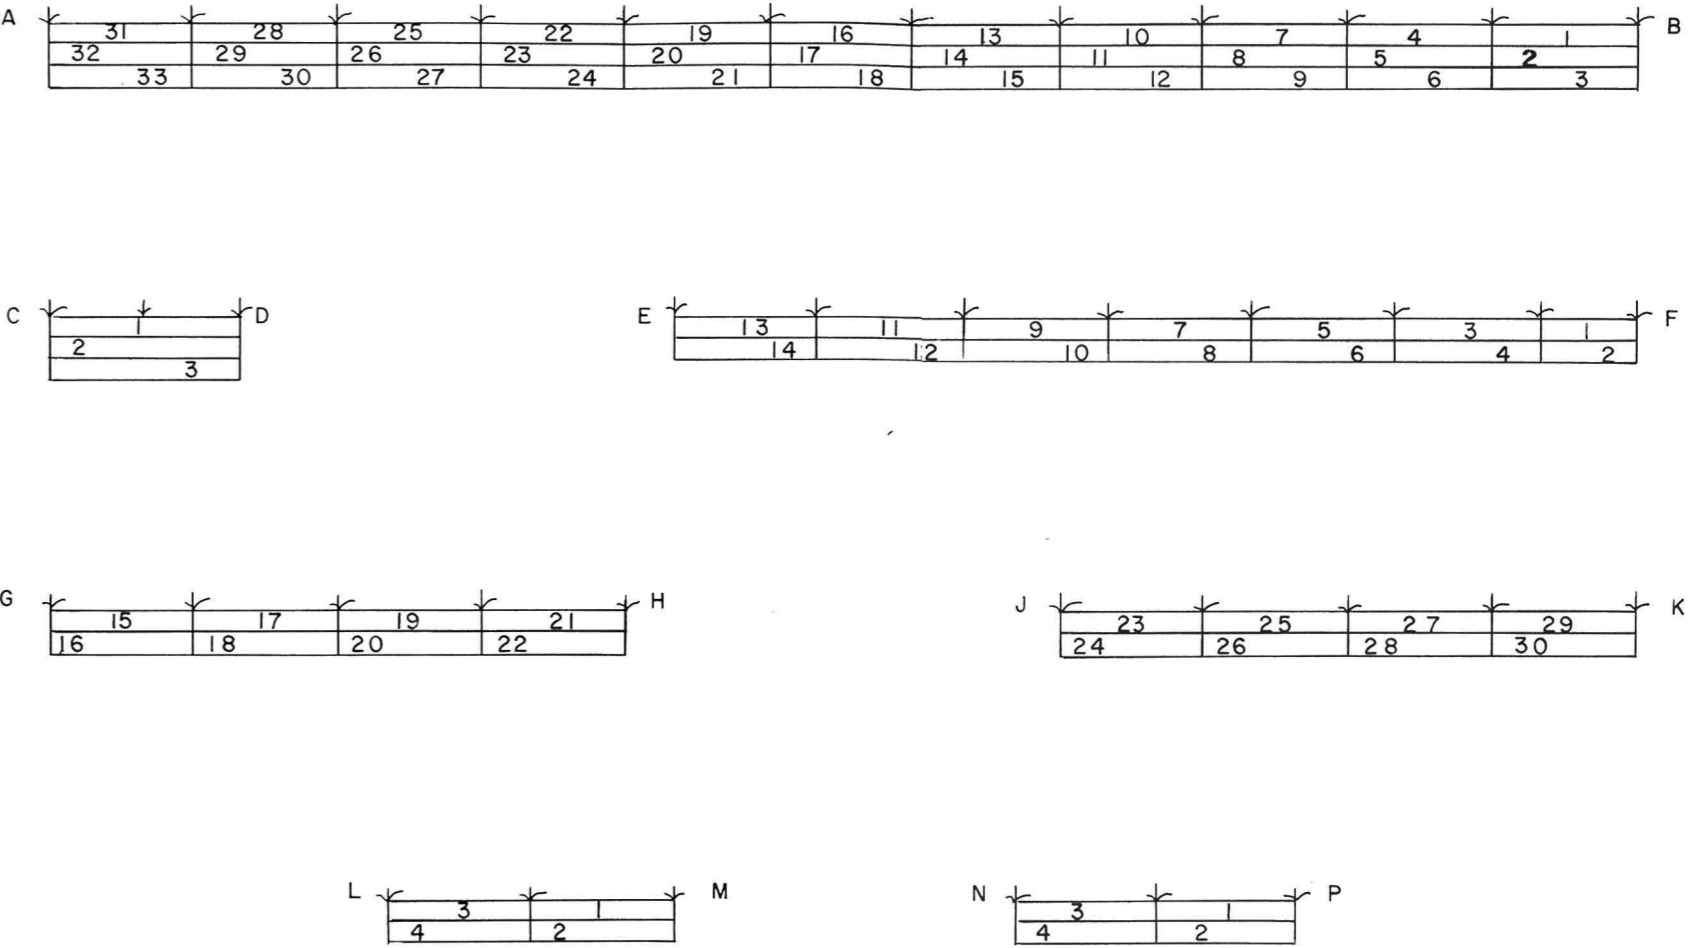 A 31 28 25 22 19 16 13 10 7 4 1 B
32 29 26 23 20 17 14 11 8 5 2
33 30 27 24 21 18 15 12 9 6 3
C 1 D
2
3
E 13 11 9 7 5 3 1 F
14 12 10 8 6 4 2
G 15 17 19 21 H
16 18 20 22
J 23 25 27 29 K
24 26 28 30
L 3 1 M
4 2
N 3 1 P
4 2